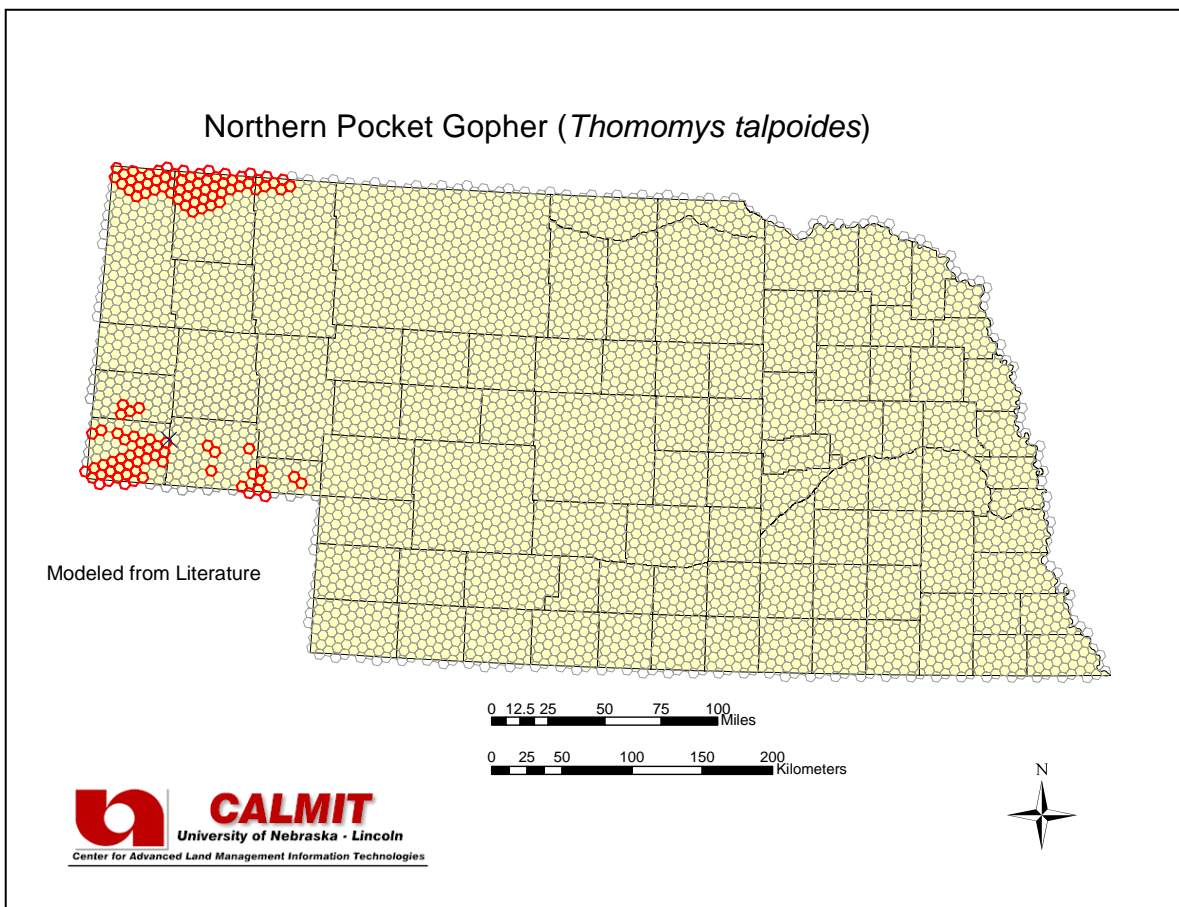 Northern Pocket Gopher (Thomomys talpoides)
Modeled from Literature
0 12.5 25 50 75 100
Miles
0 25 50 100 150 200
Kilometers
N
CALMIT
University of Nebraska - Lincoln
Center for Advanced Land Management Information Technologies